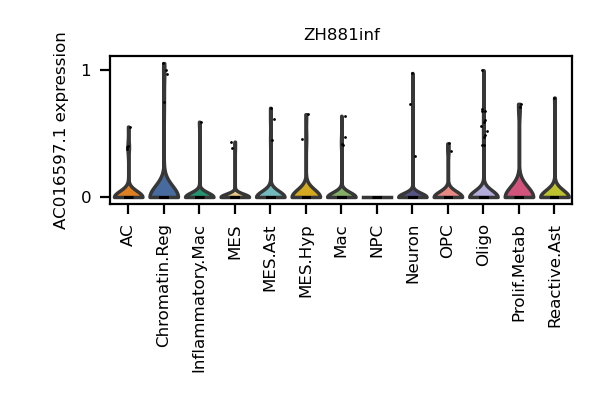 ZH881inf
AC016597.1 expression
1
0
AC
Chromatin.Reg
Inflammatory.Mac
MES
MES.Ast
MES.Hyp
Mac
NPC
Neuron
OPC
Oligo
Prolif.Metab
Reactive.Ast